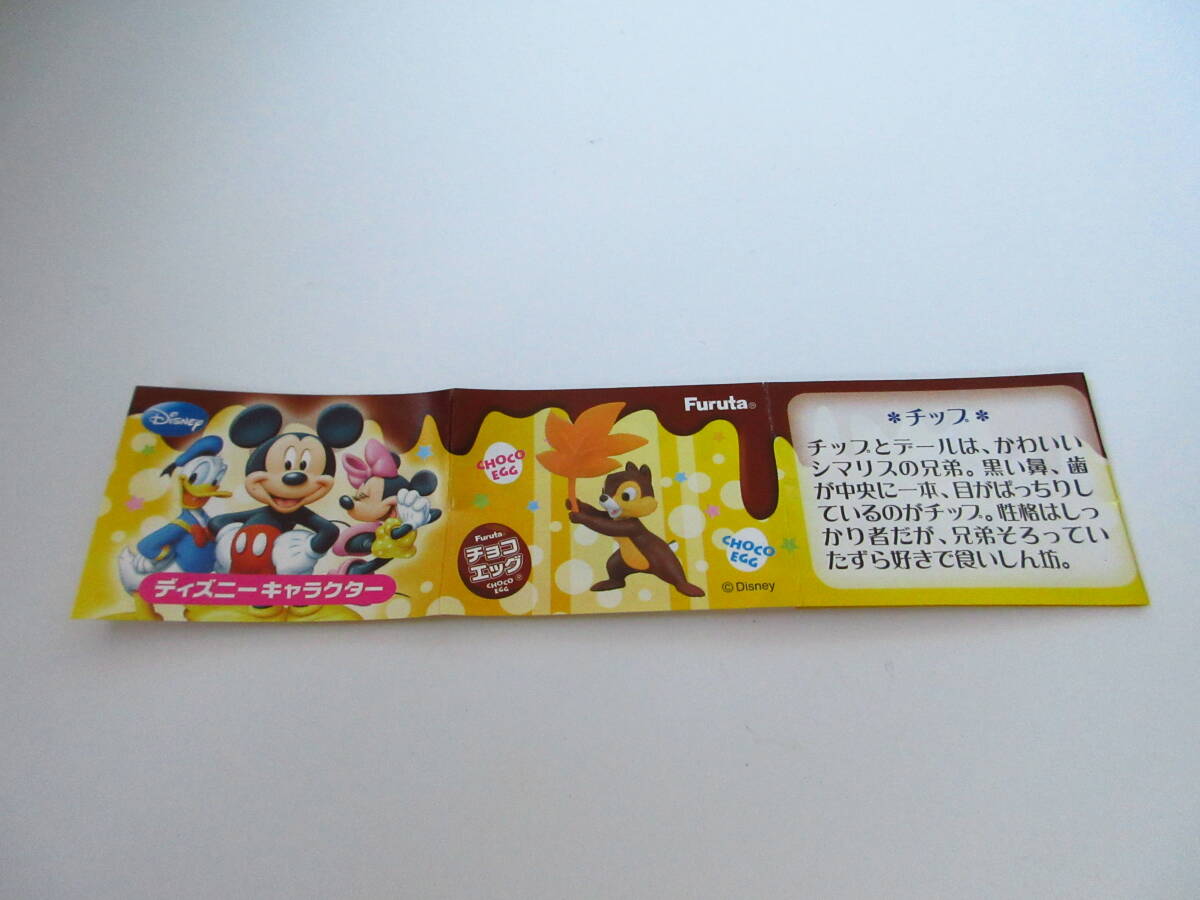 Disney
ディズニーキャラクター
CHOCO
EGG
Furuta
チョコ
エッグ
CHOCO
EGG
Furuta®
CHOCO
EGG
©Disney
*チップ*
チップとデールは、かわいい
シマリスの兄弟。黒い鼻、歯
が中央に一本、目がぱっちりし
ているのがチップ。性格はしっ
かり者だが、兄弟そろってい
たずら好きで食いしん坊。